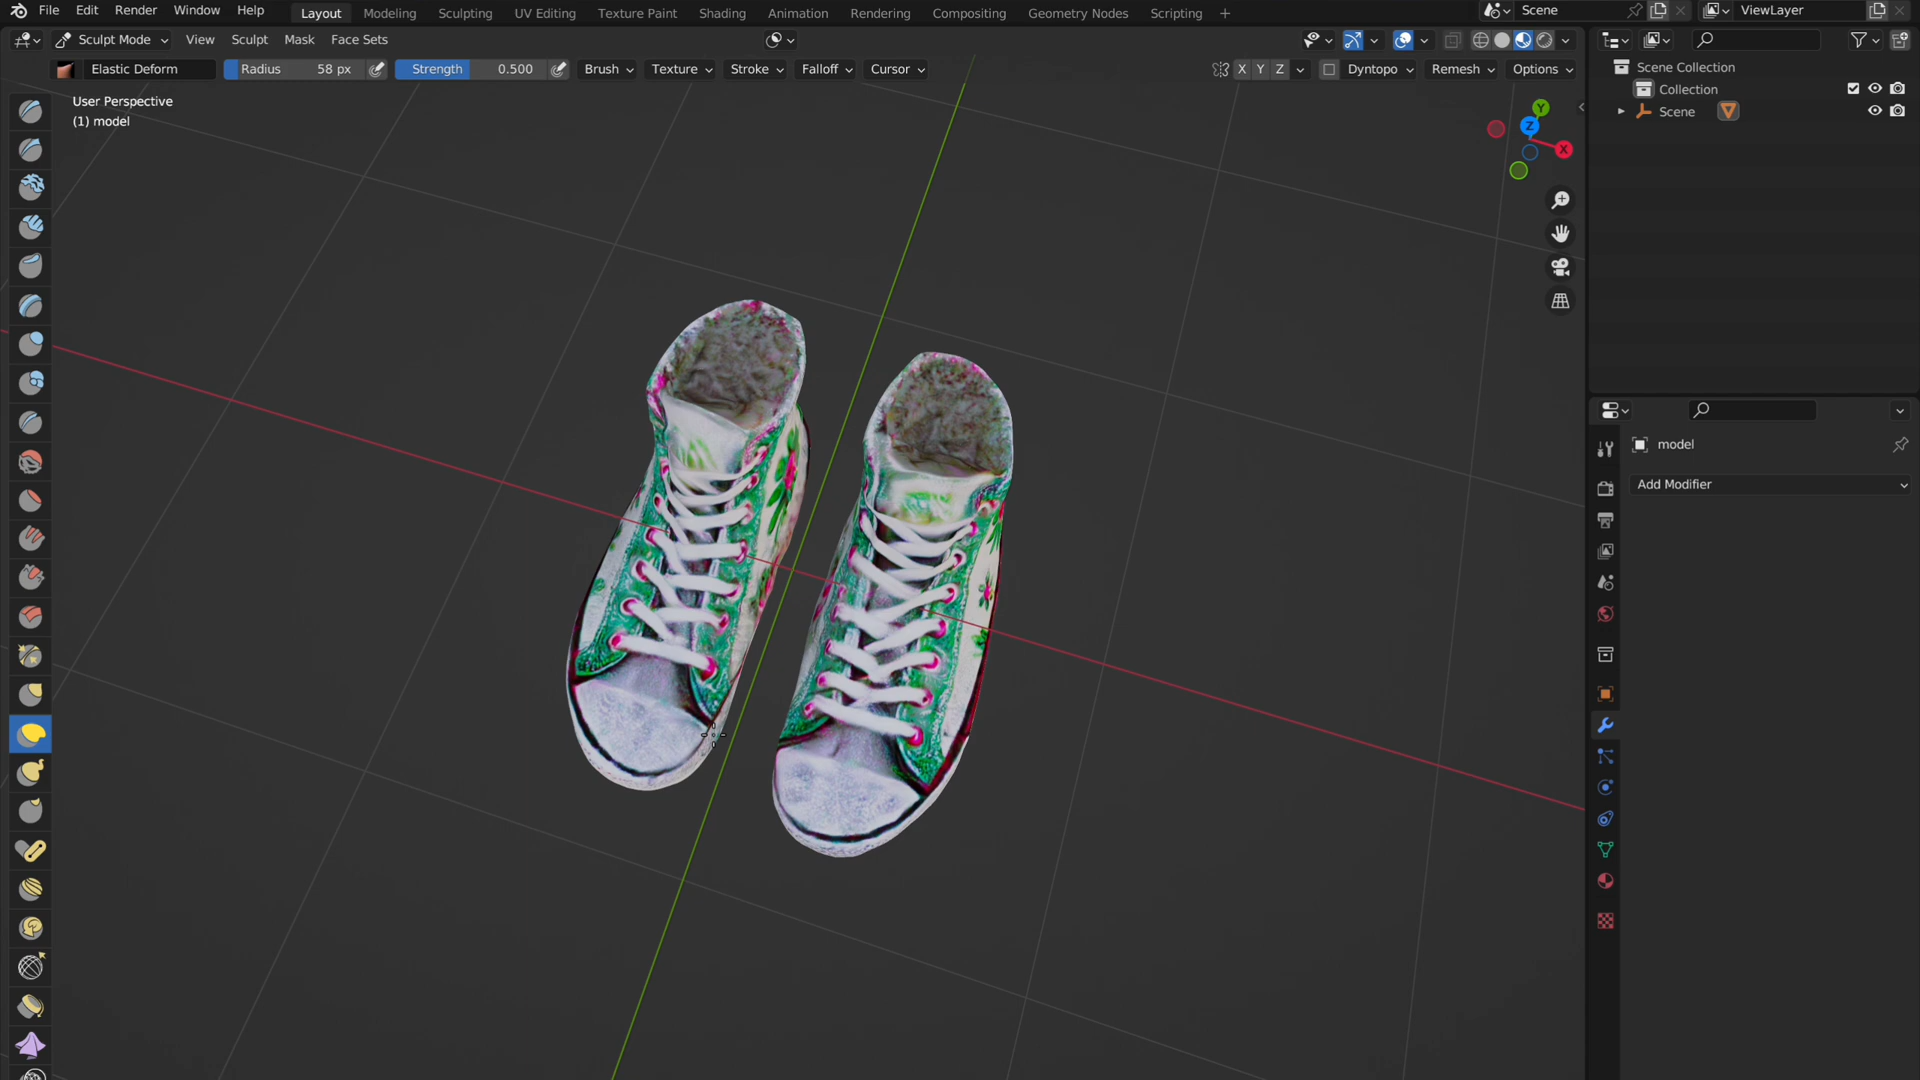 File Edit Render Window Help Layout Modeling Sculpting UV Editing Texture Paint Shading Animation Rendering Compositing Geometry Nodes Scripting + Scene ViewLayer
Sculpt Mode View Sculpt Mask Face Sets
Elastic Deform Radius 58 px Strength 0.500 Brush Texture Stroke Falloff Cursor X Y Z Dyntopo Remesh Options
User Perspective
(1) model
Y
Z
X
Scene Collection
Collection
Scene
model
Add Modifier